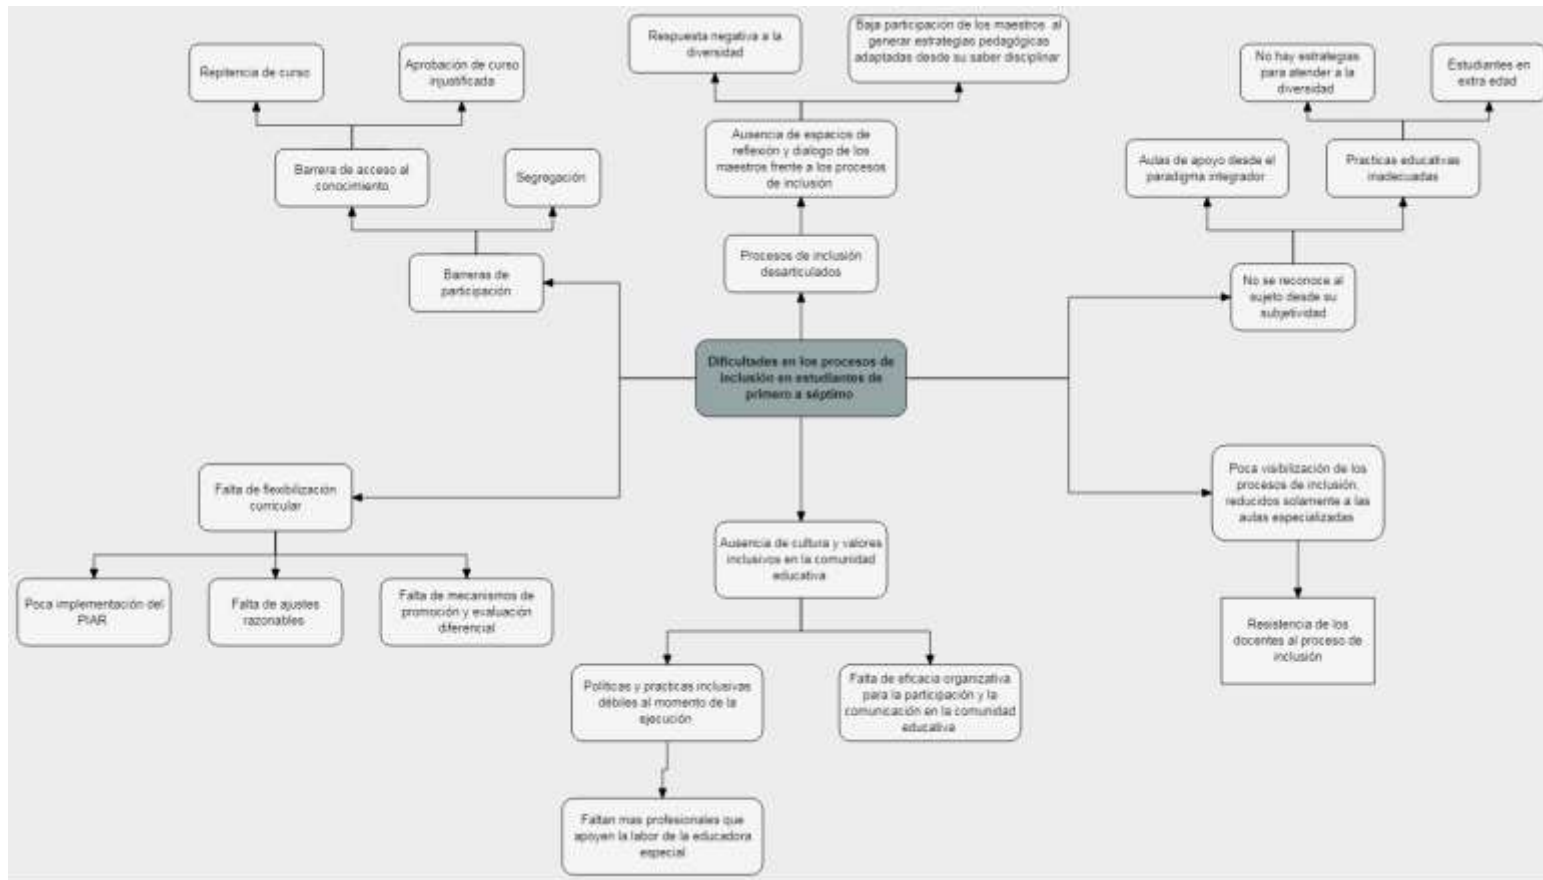 Repitencia de curso
Aprobación de curso
injustificada
Barrera de acceso al
conocimiento
Segregación
Barreras de
participación
Respuesta negativa a la
diversidad
Baja participación de los maestros al
generar estrategias pedagógicas
adaptadas desde su saber disciplinar
Ausencia de espacios de
reflexión y dialogo de los
maestros frente a los procesos
de inclusión
Procesos de inclusión
desarticulados
No hay estrategias
para atender a la
diversidad
Estudiantes en
extra edad
Aulas de apoyo desde el
paradigma integrador
Practicas educativas
inadecuadas
No se reconoce al
sujeto desde su
subjetividad
Dificultades en los procesos de
inclusión en estudiantes de
primero a séptimo
Falta de flexibilización
curricular
Poca implementación del
PIAR
Falta de ajustes
razonables
Falta de mecanismos de
promoción y evaluación
diferencial
Ausencia de cultura y valores
inclusivos en la comunidad
educativa
Políticas y practicas inclusivas
débiles al momento de la
ejecución
Falta de eficacia organizativa
para la participación y la
comunicación en la comunidad
educativa
Faltan mas profesionales que
apoyen la labor de la educadora
especial
Poca visibilización de los
procesos de inclusión,
reducidos solamente a las
aulas especializadas
Resistencia de los
docentes al proceso de
inclusión